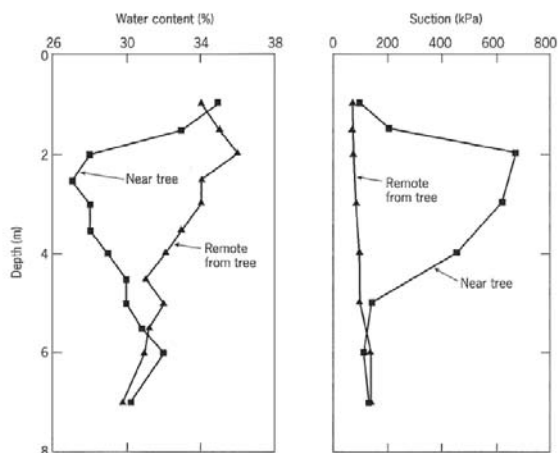 Water content (%)
26 30 34 38
0
2
4
6
8
Depth (m)
Near tree
Remote
from tree
Suction (kPa)
0 200 400 600 800
Remote
from tree
Near tree